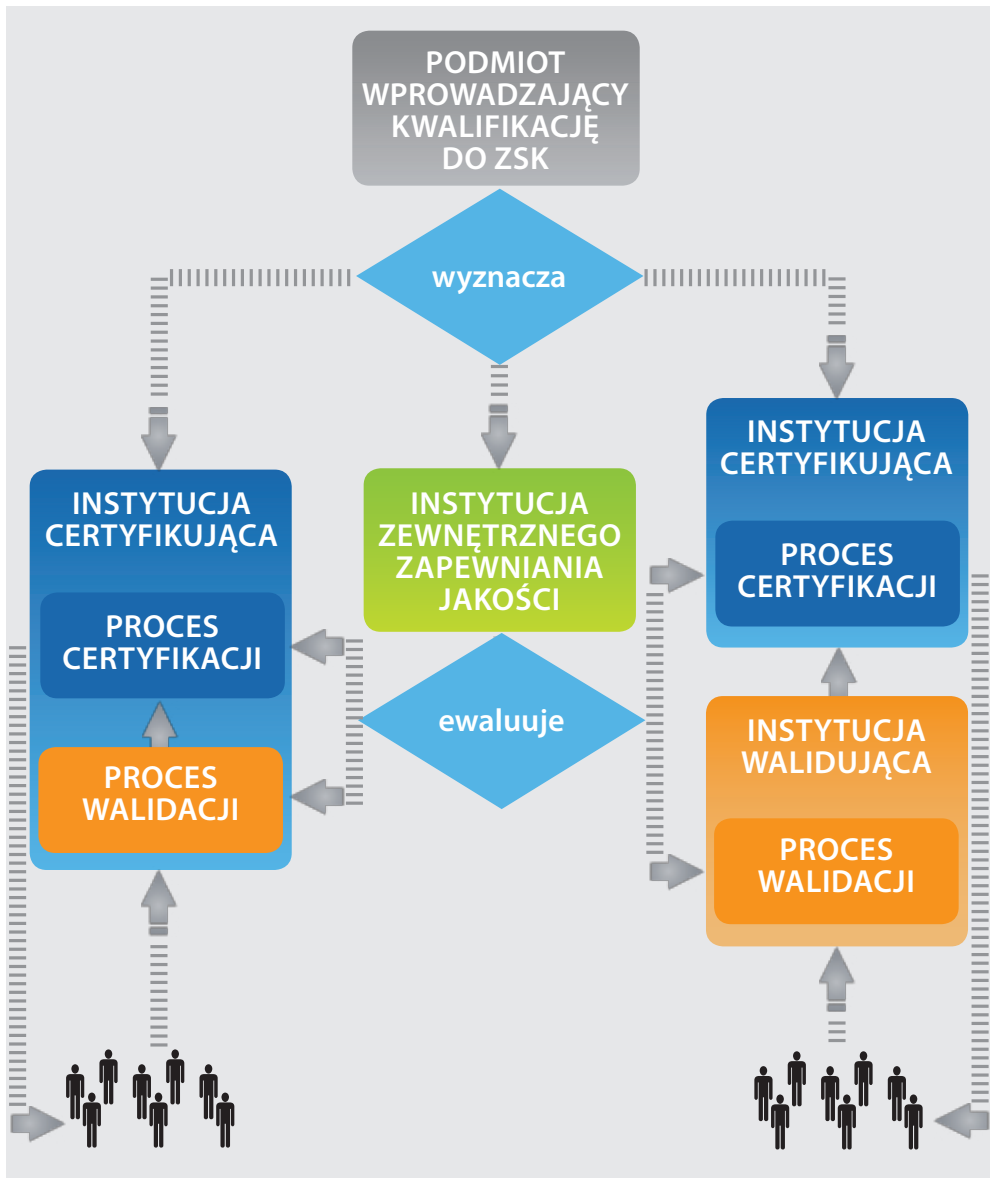 PODMIOT
WPROWADZAJĄCY
KWALIFIKACJĘ
DO ZSK
wyznacza
INSTYTUCJA
CERTYFIKUJĄCA
PROCES
CERTYFIKACJI
PROCES
WALIDACJI
INSTYTUCJA
ZEWNĘTRZNEGO
ZAPEWNIANIA
JAKOŚCI
ewaluuje
INSTYTUCJA
CERTYFIKUJĄCA
PROCES
CERTYFIKACJI
INSTYTUCJA
WALIDUJĄCA
PROCES
WALIDACJI